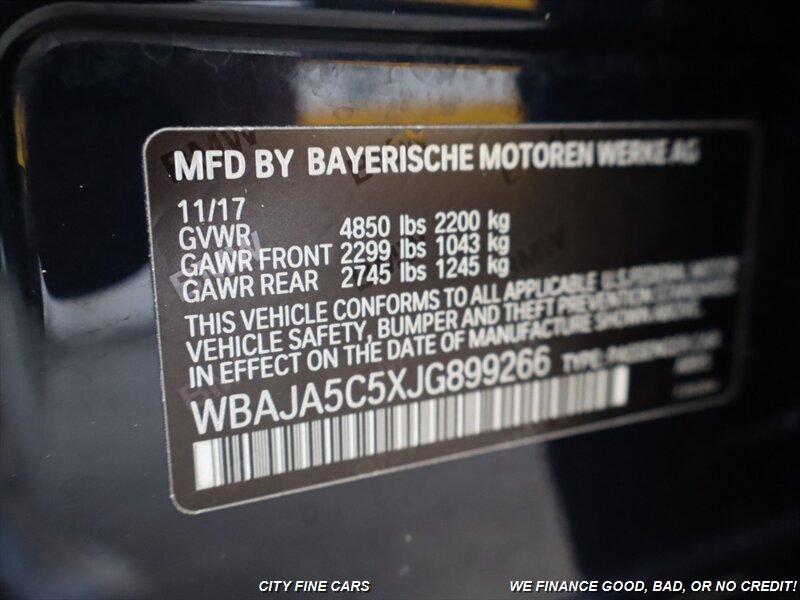 MFD BY BAYERISCHE MOTOREN WERKE AG
11/17
GVWR 4850 lbs 2200 kg
GAWR FRONT 2299 lbs 1043 kg
GAWR REAR 2745 lbs 1245 kg
THIS VEHICLE CONFORMS TO ALL APPLICABLE U.S. FEDERAL MOTOR
VEHICLE SAFETY, BUMPER AND THEFT PREVENTION STANDARDS
IN EFFECT ON THE DATE OF MANUFACTURE SHOWN ABOVE.
WBAJA5C5XJG899266 TYPE: PASSENGER CAR
CITY FINE CARS
WE FINANCE GOOD, BAD, OR NO CREDIT!